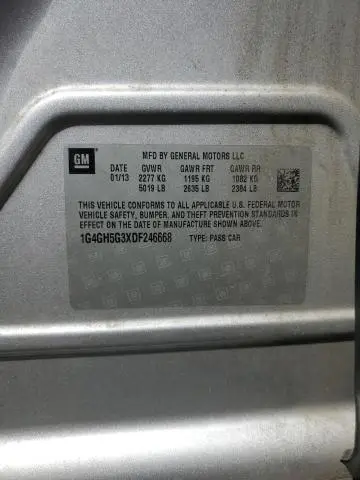 GM
MFD BY GENERAL MOTORS LLC
DATE GVWR GAWR FRT GAWR RR
01/13 2277 KG 1195 KG 1082 KG
5019 LB 2635 LB 2384 LB
THIS VEHICLE CONFORMS TO ALL APPLICABLE U.S. FEDERAL MOTOR
VEHICLE SAFETY, BUMPER, AND THEFT PREVENTION STANDARDS IN
EFFECT ON THE DATE OF MANUFACTURE SHOWN ABOVE.
1G4GH5G3XDF246668 TYPE: PASS CAR